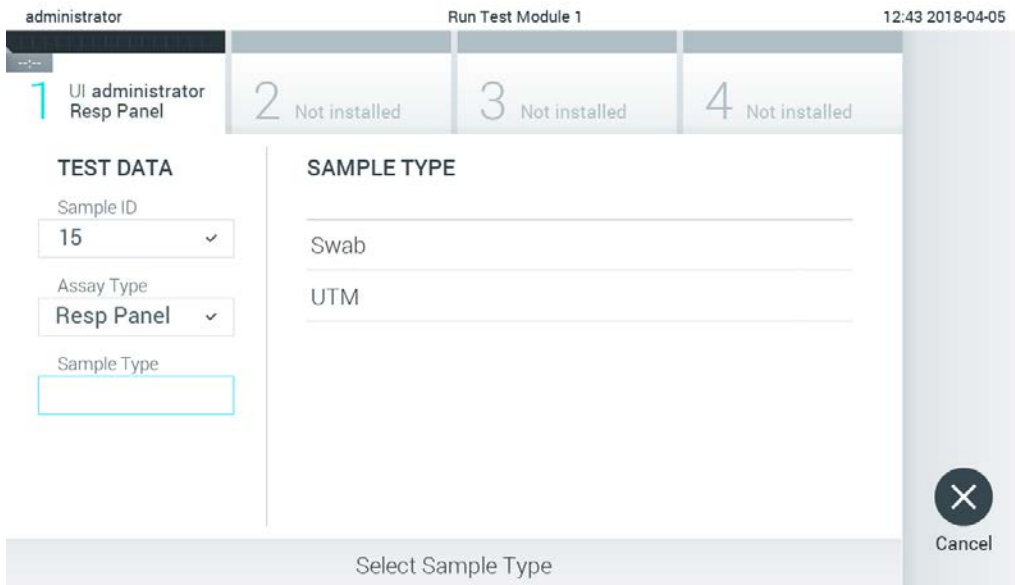 administrator
Run Test Module 1
12:43 2018-04-05
--:--
1
UI administrator
Resp Panel
2 Not installed
3 Not installed
4 Not installed
TEST DATA
Sample ID
15
Assay Type
Resp Panel
Sample Type
SAMPLE TYPE
Swab
UTM
Cancel
Select Sample Type